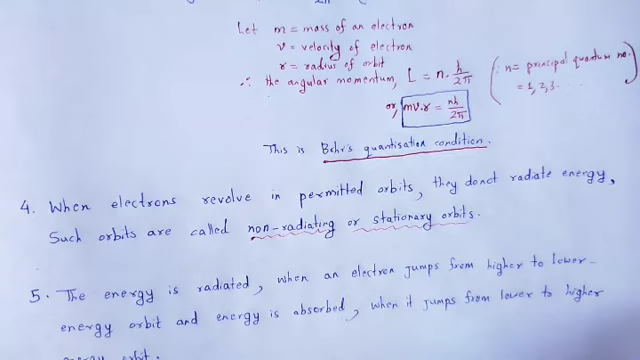 Let m = mass of an electron
v = velocity of electron
r = radius of orbit
∴ the angular momentum, L = n. h/2π ( ∵ n = principal quantum no. = 1, 2, 3. . . . )
or, mv.r = nh/2π
This is Bohr's quantisation condition.
4. When electrons revolve in permitted orbits, they donot radiate energy,
Such orbits are called non-radiating or stationary orbits.
5. The energy is radiated, when an electron jumps from higher to lower-
energy orbit and energy is absorbed, when it jumps from lower to higher
energy orbit.